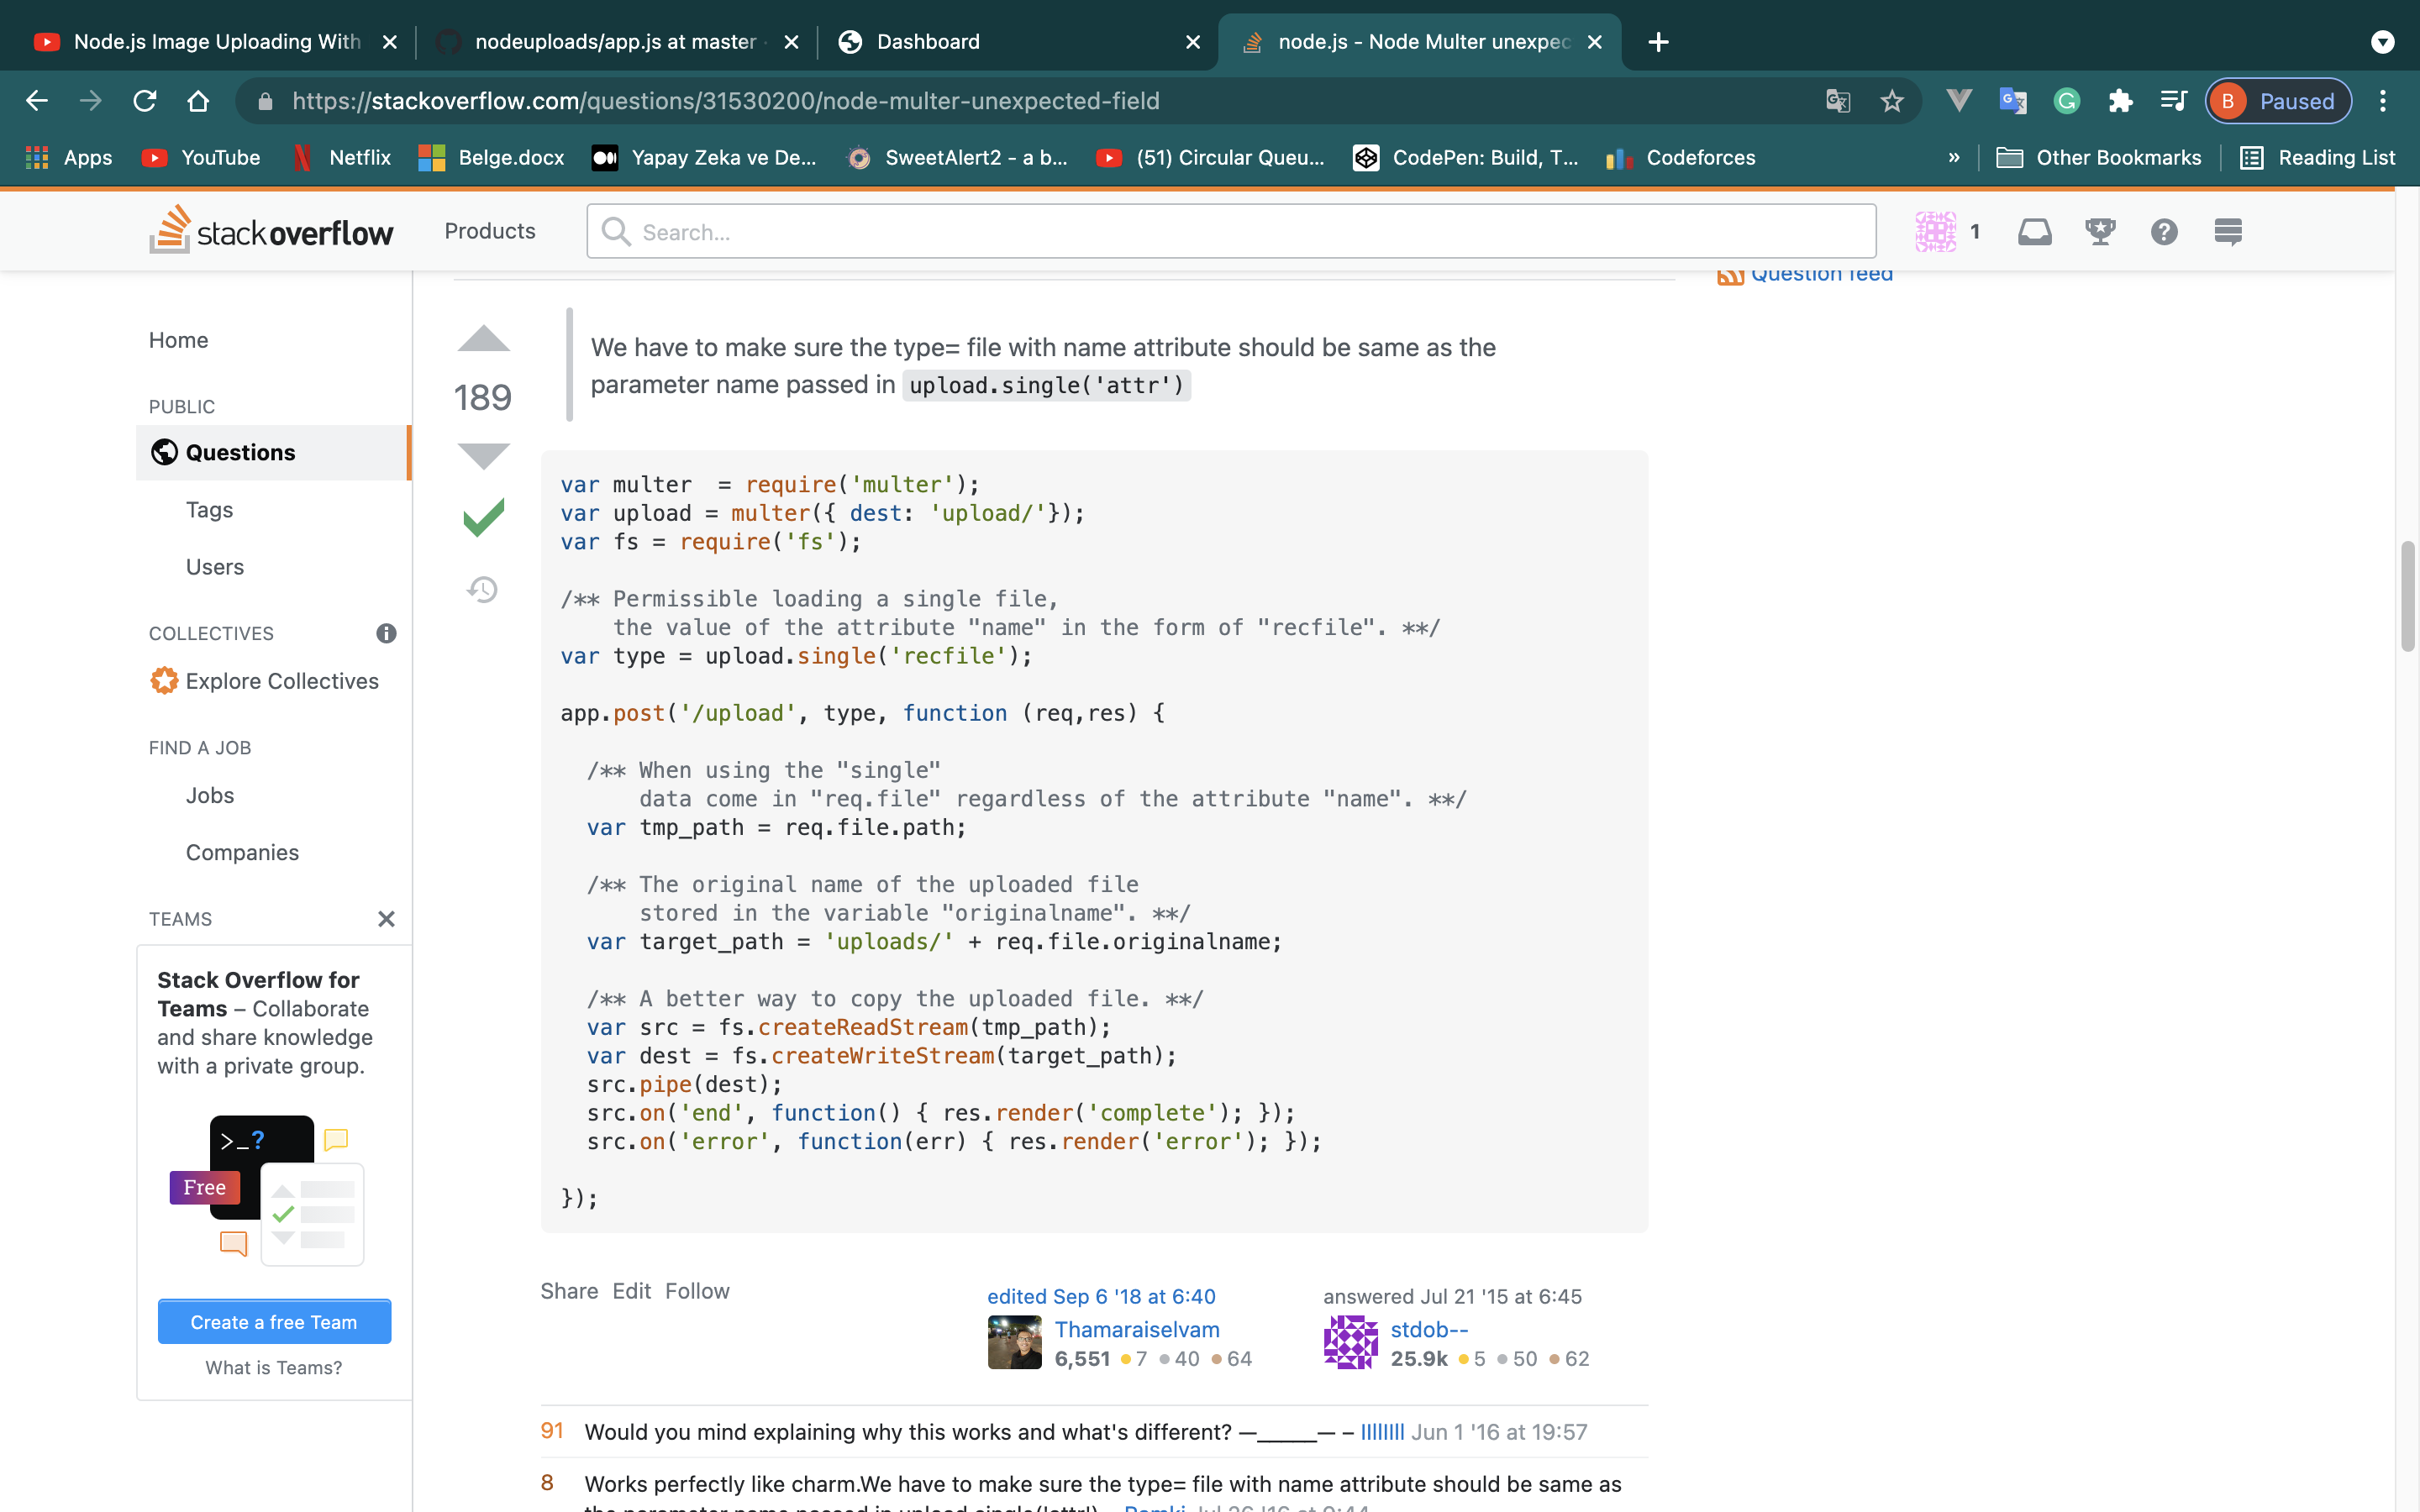 Node.js Image Uploading With
nodeuploads/app.js at master
Dashboard
node.js - Node Multer unexpec
https://stackoverflow.com/questions/31530200/node-multer-unexpected-field
B Paused
Apps
YouTube
Netflix
Belge.docx
Yapay Zeka ve De...
SweetAlert2 - a b...
(51) Circular Queu...
CodePen: Build, T...
Codeforces
»
Other Bookmarks
Reading List
stackoverflow
Products
Search...
1
Question feed
Home
PUBLIC
Questions
Tags
Users
COLLECTIVES
Explore Collectives
FIND A JOB
Jobs
Companies
TEAMS
Stack Overflow for
Teams – Collaborate
and share knowledge
with a private group.
>_?
Free
Create a free Team
What is Teams?
189
We have to make sure the type= file with name attribute should be same as the
parameter name passed in upload.single('attr')
var multer  = require('multer');
var upload = multer({ dest: 'upload/'});
var fs = require('fs');
/** Permissible loading a single file,
    the value of the attribute "name" in the form of "recfile". **/
var type = upload.single('recfile');
app.post('/upload', type, function (req,res) {
  /** When using the "single"
      data come in "req.file" regardless of the attribute "name". **/
  var tmp_path = req.file.path;
  /** The original name of the uploaded file
      stored in the variable "originalname". **/
  var target_path = 'uploads/' + req.file.originalname;
  /** A better way to copy the uploaded file. **/
  var src = fs.createReadStream(tmp_path);
  var dest = fs.createWriteStream(target_path);
  src.pipe(dest);
  src.on('end', function() { res.render('complete'); });
  src.on('error', function(err) { res.render('error'); });
});
Share Edit Follow
edited Sep 6 '18 at 6:40
Thamaraiselvam
6,551 7 40 64
answered Jul 21 '15 at 6:45
stdob--
25.9k 5 50 62
91 Would you mind explaining why this works and what's different? —_____— – Jun 1 '16 at 19:57
8 Works perfectly like charm.We have to make sure the type= file with name attribute should be same as
the parameter name passed in upload.single('attr') – Ramki Jul 26 '16 at 9:44